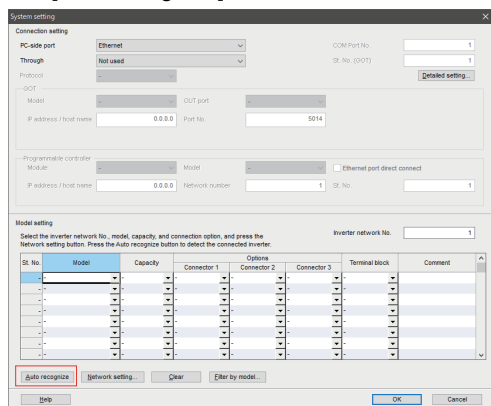 System setting
Connection setting
PC-side port Ethernet COM Port No. 1
Through Not used St. No. (GOT) 1
Protocol - Detailed setting...
GOT
Model - OUT port -
IP address / host name 0.0.0.0 Port No. 5014
Programmable controller
Module - Model - Ethernet port direct connect
IP address / host name 0.0.0.0 Network number 1 St. No. 1
Model setting
Select the inverter network No., model, capacity, and connection option, and press the Inverter network No. 1
Network setting button. Press the Auto recognize button to detect the connected inverter.
St. No. Model Capacity Options Terminal block Comment
Connector 1 Connector 2 Connector 3
- - - - - - -
- - - - - - -
- - - - - - -
- - - - - - -
- - - - - - -
- - - - - - -
- - - - - - -
Auto recognize Network setting... Clear Filter by model...
Help OK Cancel